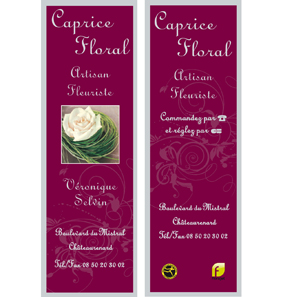 Caprice
Floral
Artisan
Fleuriste
Véronique
Selvin
Boulevard du Mistral
Châteaurenard
Tél/Fax 08 50 20 30 02
Caprice
Floral
Artisan
Fleuriste
Commandez par
et réglez par
Boulevard du Mistral
Châteaurenard
Tél/Fax 08 50 20 30 02
f